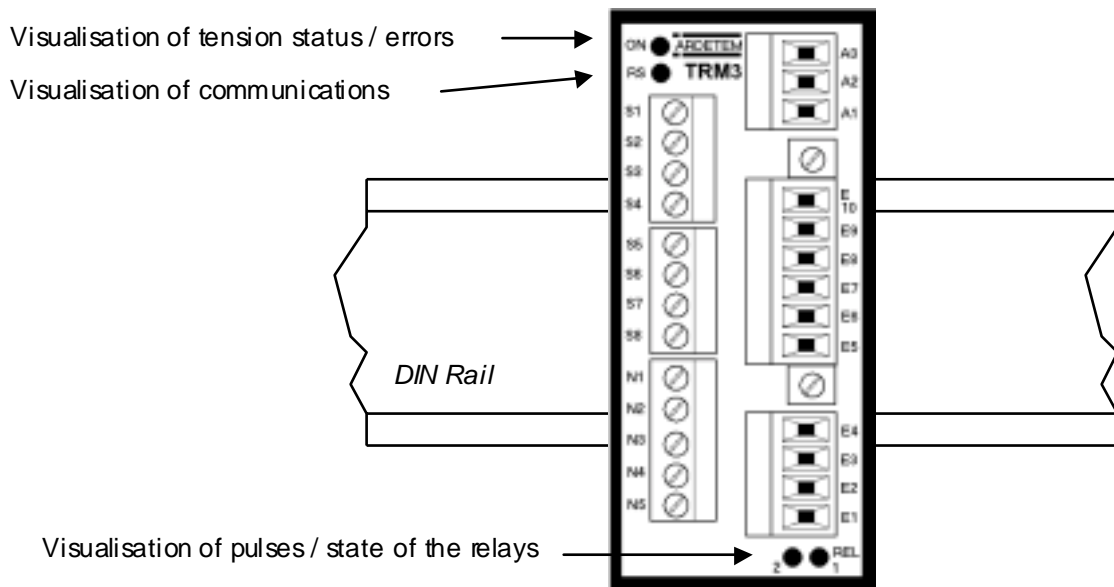 Visualisation of tension status / errors
Visualisation of communications
ON ARDETEM
RS TRM3
A3
A2
A1
S1
S2
S3
S4
S5
S6
S7
S8
N1
N2
N3
N4
N5
E
10
E9
E8
E7
E6
E5
E4
E3
E2
E1
DIN Rail
Visualisation of pulses / state of the relays
2 1 REL